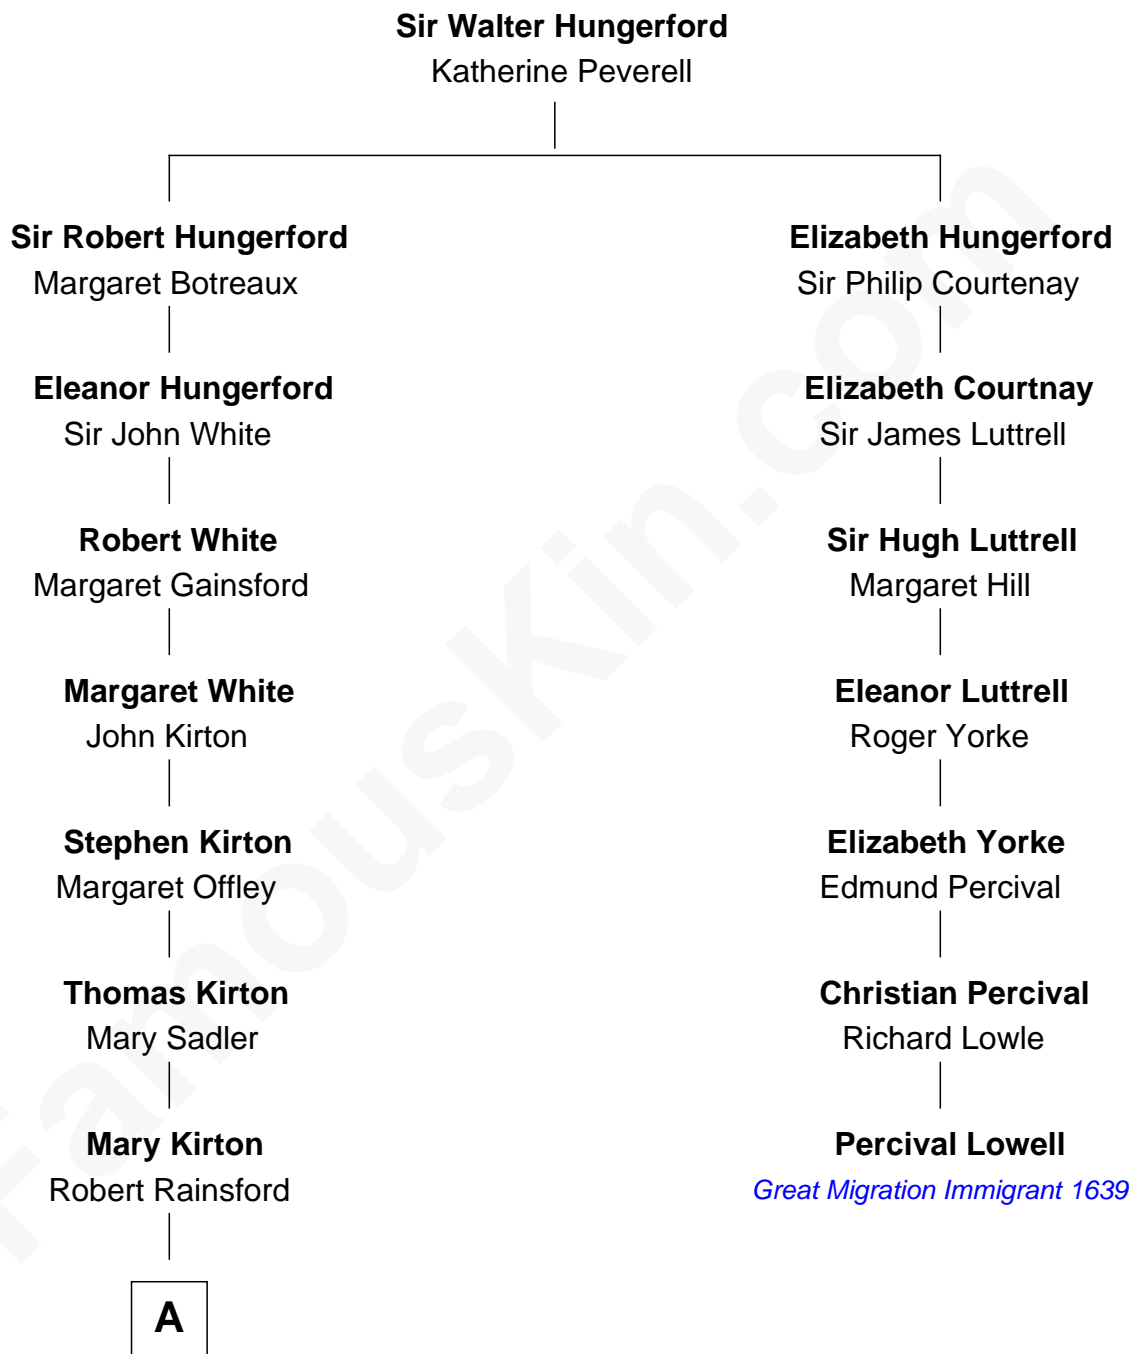 Sir Walter Hungerford
Katherine Peverell
Sir Robert Hungerford
Margaret Botreaux
Elizabeth Hungerford
Sir Philip Courtenay
Eleanor Hungerford
Sir John White
Elizabeth Courtnay
Sir James Luttrell
Robert White
Margaret Gainsford
Sir Hugh Luttrell
Margaret Hill
Margaret White
John Kirton
Eleanor Luttrell
Roger Yorke
Stephen Kirton
Margaret Offley
Elizabeth Yorke
Edmund Percival
Thomas Kirton
Mary Sadler
Christian Percival
Richard Lowle
Mary Kirton
Robert Rainsford
Percival Lowell
Great Migration Immigrant 1639
A
FamousKin.com